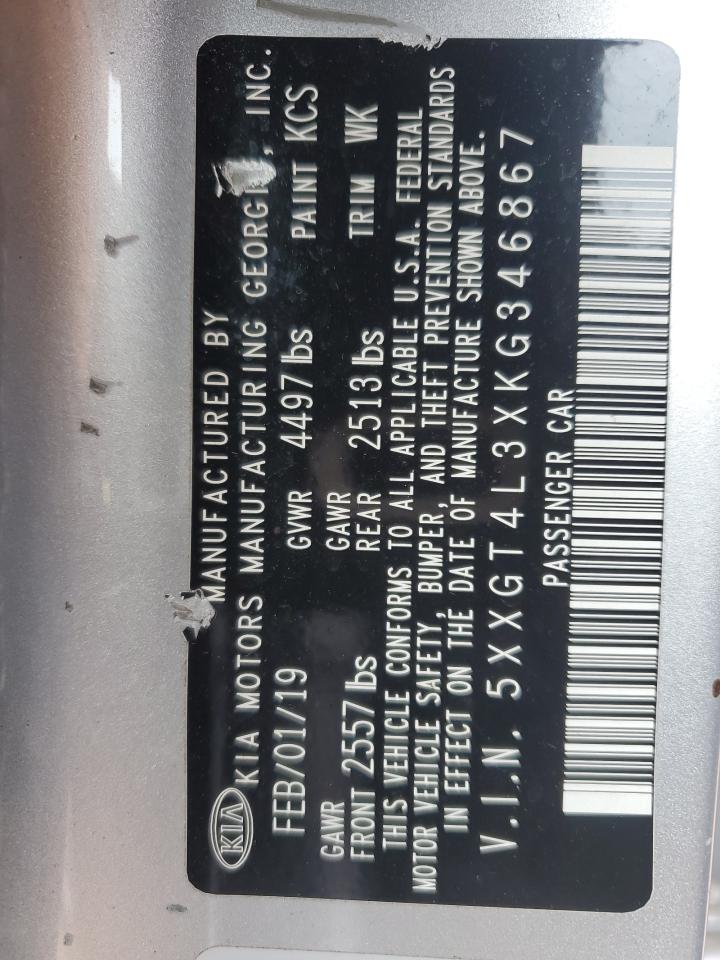 MANUFACTURED BY
KIA KIA MOTORS MANUFACTURING GEORGI, INC.
FEB/01/19 GVWR 4497 lbs PAINT KCS
GAWR FRONT 2557 lbs GAWR REAR 2513 lbs TRIM WK
THIS VEHICLE CONFORMS TO ALL APPLICABLE U.S.A. FEDERAL
MOTOR VEHICLE SAFETY, BUMPER, AND THEFT PREVENTION STANDARDS
IN EFFECT ON THE DATE OF MANUFACTURE SHOWN ABOVE.
V.I.N. 5XXGT4L3XKG346867
PASSENGER CAR